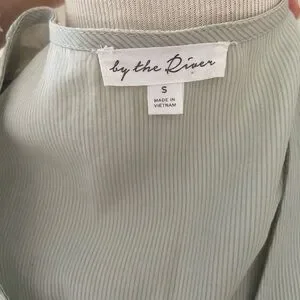 by the River
S
MADE IN
VIETNAM